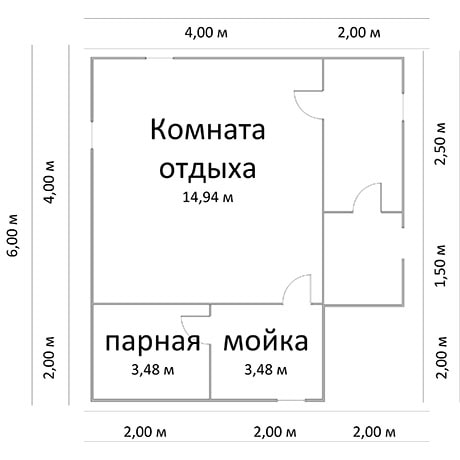 4,00 м
2,00 м
Комната
отдыха
14,94 м
6,00 м
4,00 м
2,00 м
2,50 м
1,50 м
2,00 м
парная
3,48 м
мойка
3,48 м
2,00 м
2,00 м
2,00 м